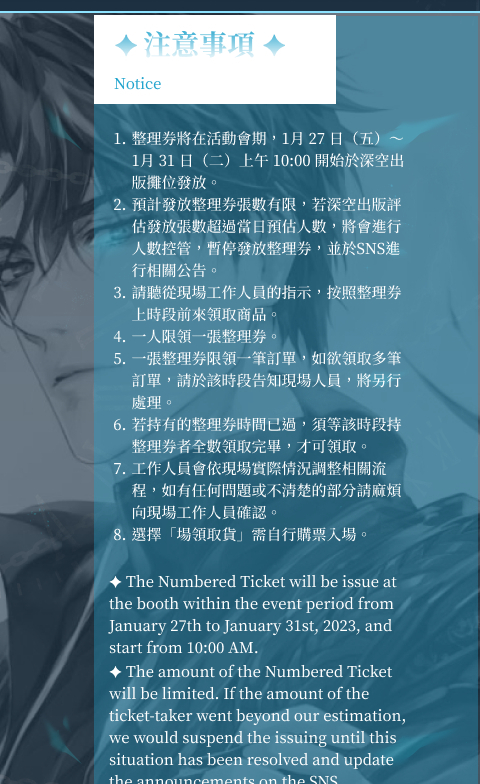 ✦ 注意事項 ✦
Notice
1. 整理券將在活動會期，1月 27 日（五）～
1月 31 日（二）上午 10:00 開始於深空出
版攤位發放。
2. 預計發放整理券張數有限，若深空出版評
估發放張數超過當日預估人數，將會進行
人數控管，暫停發放整理券，並於SNS進
行相關公告。
3. 請聽從現場工作人員的指示，按照整理券
上時段前來領取商品。
4. 一人限領一張整理券。
5. 一張整理券限領一筆訂單，如欲領取多筆
訂單，請於該時段告知現場人員，將另行
處理。
6. 若持有的整理券時間已過，須等該時段持
整理券者全數領取完畢，才可領取。
7. 工作人員會依現場實際情況調整相關流
程，如有任何問題或不清楚的部分請麻煩
向現場工作人員確認。
8. 選擇「場領取貨」需自行購票入場。
✦ The Numbered Ticket will be issue at
the booth within the event period from
January 27th to January 31st, 2023, and
start from 10:00 AM.
✦ The amount of the Numbered Ticket
will be limited. If the amount of the
ticket-taker went beyond our estimation,
we would suspend the issuing until this
situation has been resolved and update
the announcements on the SNS.